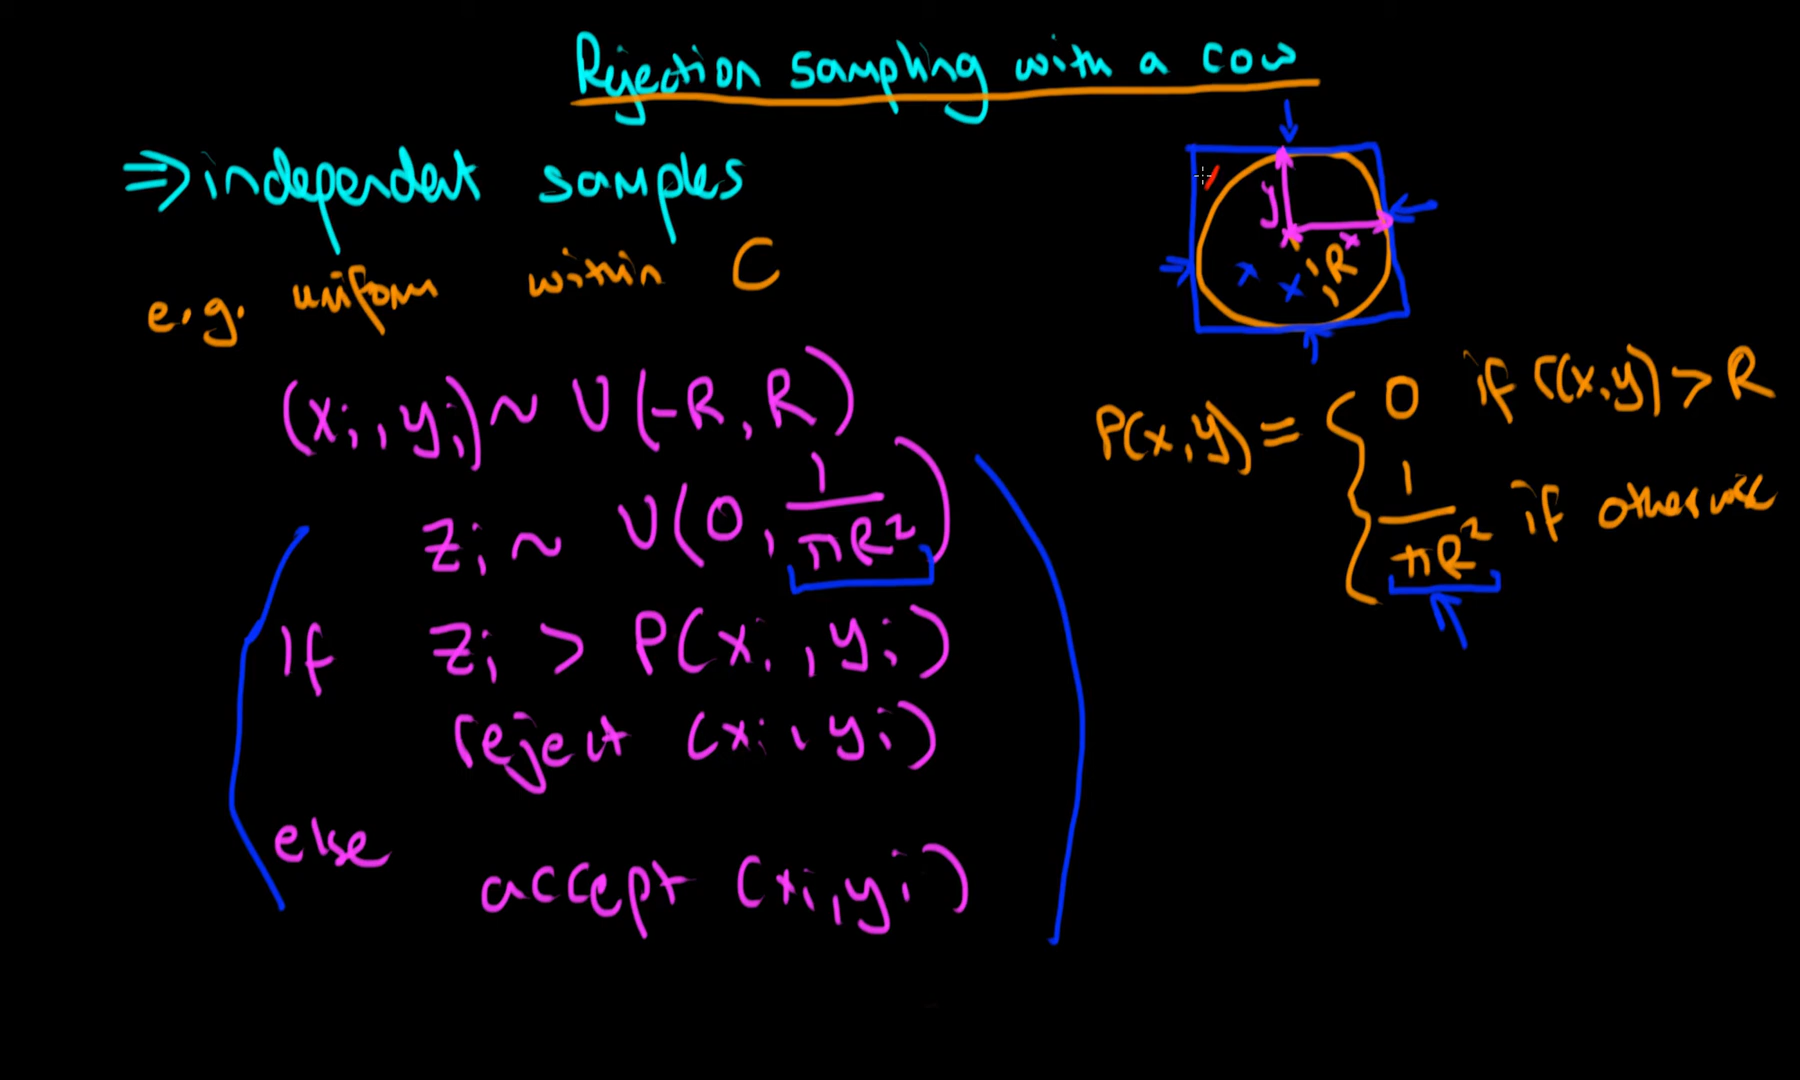 Rejection sampling with a cow
⇒ independent samples
e.g. uniform within C
y
x
R
(xi, yi) ~ U(-R, R)
zi ~ U(0, 1/πR²)
P(x,y) = { 0 if r(x,y) > R
1/πR² if otherwise
If zi > P(xi, yi)
reject (xi, yi)
else
accept (xi, yi)